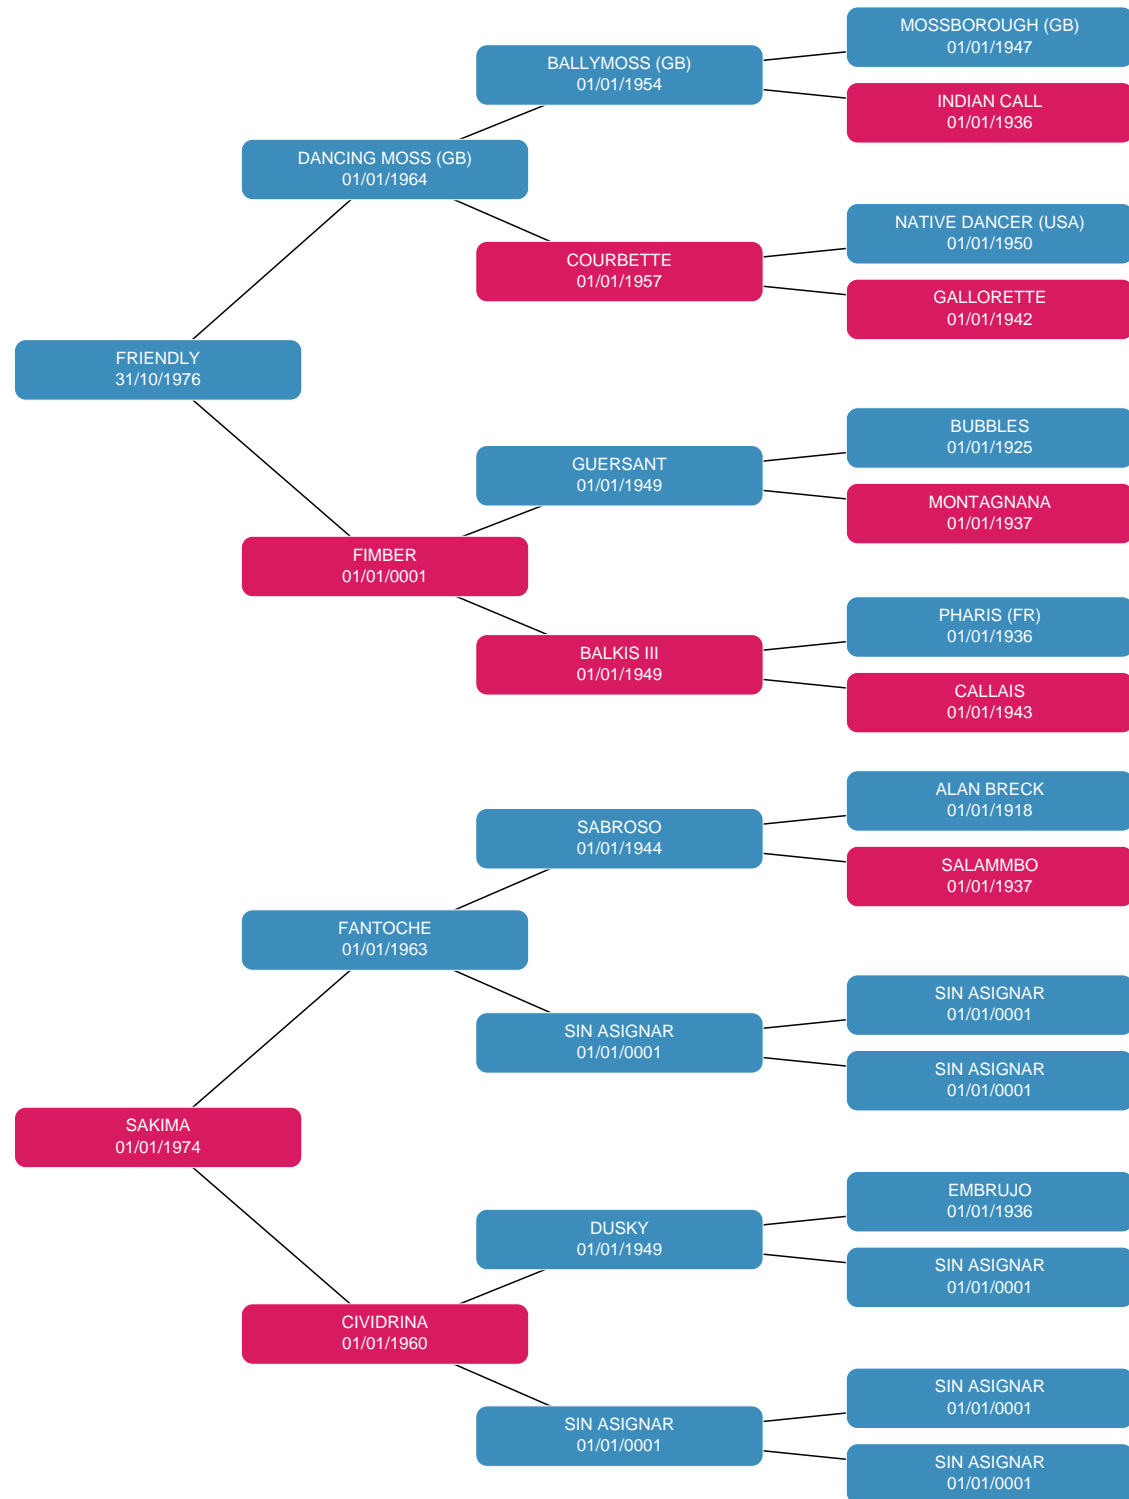 MOSSBOROUGH (GB)
01/01/1947
BALLYMOSS (GB)
01/01/1954
INDIAN CALL
01/01/1936
DANCING MOSS (GB)
01/01/1964
NATIVE DANCER (USA)
01/01/1950
COURBETTE
01/01/1957
GALLORETTE
01/01/1942
FRIENDLY
31/10/1976
BUBBLES
01/01/1925
GUERSANT
01/01/1949
MONTAGNANA
01/01/1937
FIMBER
01/01/0001
PHARIS (FR)
01/01/1936
BALKIS III
01/01/1949
CALLAIS
01/01/1943
ALAN BRECK
01/01/1918
SABROSO
01/01/1944
SALAMMBO
01/01/1937
FANTOCHE
01/01/1963
SIN ASIGNAR
01/01/0001
SIN ASIGNAR
01/01/0001
SIN ASIGNAR
01/01/0001
SAKIMA
01/01/1974
EMBRUJO
01/01/1936
DUSKY
01/01/1949
SIN ASIGNAR
01/01/0001
CIVIDRINA
01/01/1960
SIN ASIGNAR
01/01/0001
SIN ASIGNAR
01/01/0001
SIN ASIGNAR
01/01/0001